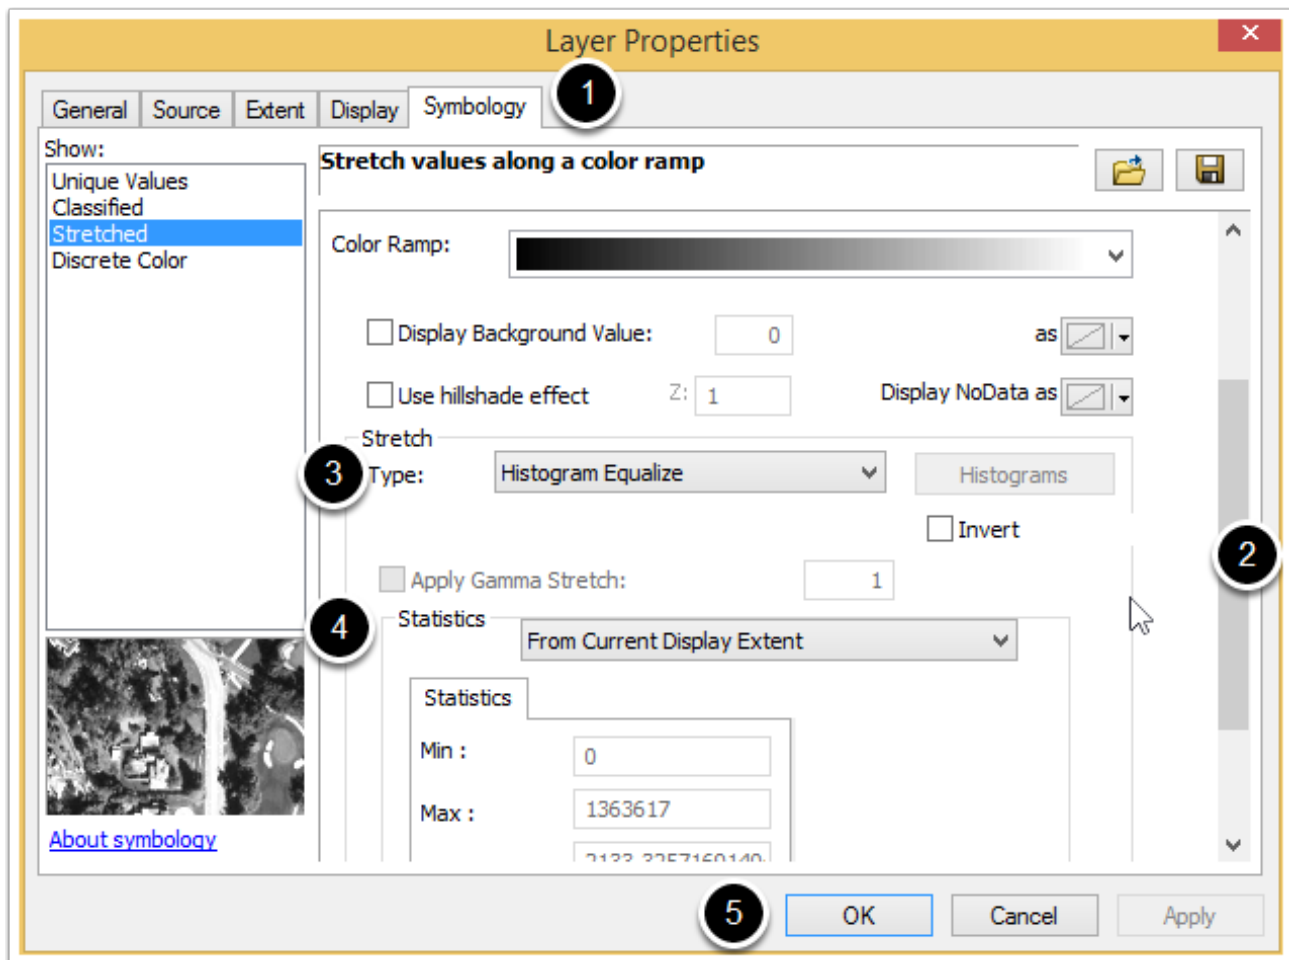 Layer Properties
1
General Source Extent Display Symbology
Show:
Unique Values
Classified
Stretched
Discrete Color
About symbology
Stretch values along a color ramp
Color Ramp:
Display Background Value: 0 as
Use hillshade effect Z: 1 Display NoData as
Stretch
3 Type: Histogram Equalize Histograms
Invert
2
Apply Gamma Stretch: 1
4 Statistics From Current Display Extent
Statistics
Min : 0
Max : 1363617
5 OK Cancel Apply